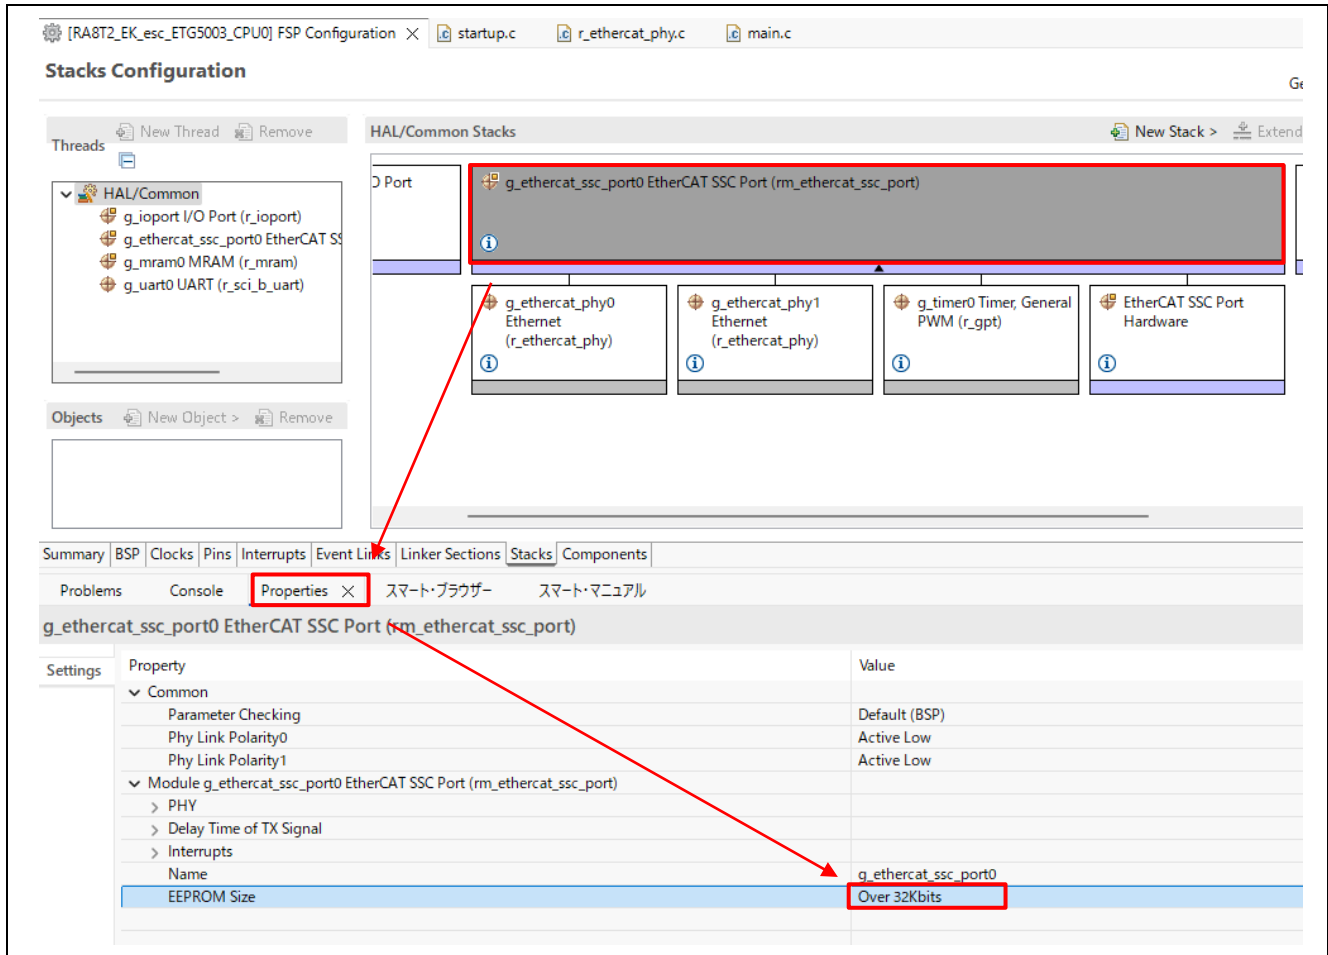 [RA8T2_EK_esc_ETG5003_CPU0] FSP Configuration
startup.c
r_ethercat_phy.c
main.c
Stacks Configuration
Ge
Threads
New Thread
Remove
HAL/Common Stacks
New Stack >
Extend
HAL/Common
g_ioport I/O Port (r_ioport)
g_ethercat_ssc_port0 EtherCAT SS
g_mram0 MRAM (r_mram)
g_uart0 UART (r_sci_b_uart)
O Port
g_ethercat_ssc_port0 EtherCAT SSC Port (rm_ethercat_ssc_port)
g_ethercat_phy0
Ethernet
(r_ethercat_phy)
g_ethercat_phy1
Ethernet
(r_ethercat_phy)
g_timer0 Timer, General
PWM (r_gpt)
EtherCAT SSC Port
Hardware
Objects
New Object >
Remove
Summary BSP Clocks Pins Interrupts Event Links Linker Sections Stacks Components
Problems
Console
Properties
スマート・ブラウザー
スマート・マニュアル
g_ethercat_ssc_port0 EtherCAT SSC Port (rm_ethercat_ssc_port)
Settings
Property Value
Common
Parameter Checking Default (BSP)
Phy Link Polarity0 Active Low
Phy Link Polarity1 Active Low
Module g_ethercat_ssc_port0 EtherCAT SSC Port (rm_ethercat_ssc_port)
> PHY
> Delay Time of TX Signal
> Interrupts
Name g_ethercat_ssc_port0
EEPROM Size Over 32Kbits